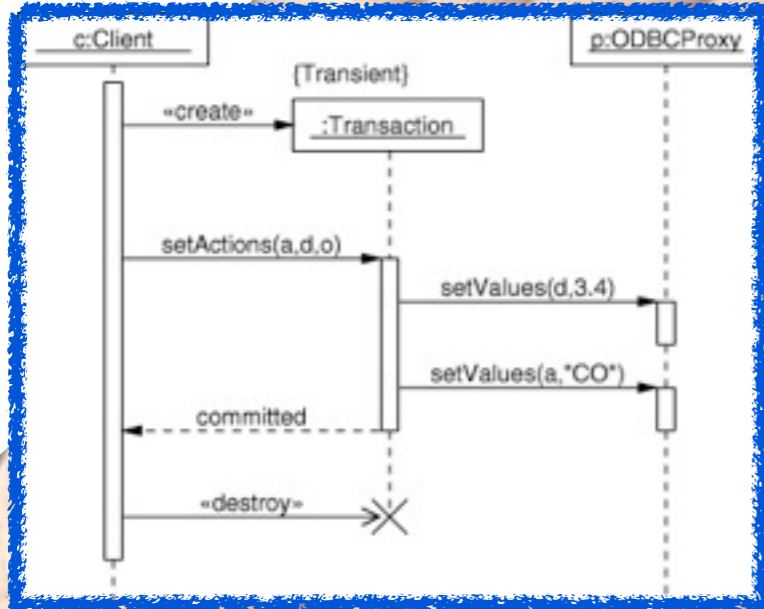 c:Client
p:ODBCProxy
{Transient}
«create»
:Transaction
setActions(a,d,o)
setValues(d,3.4)
setValues(a,"CO")
committed
«destroy»